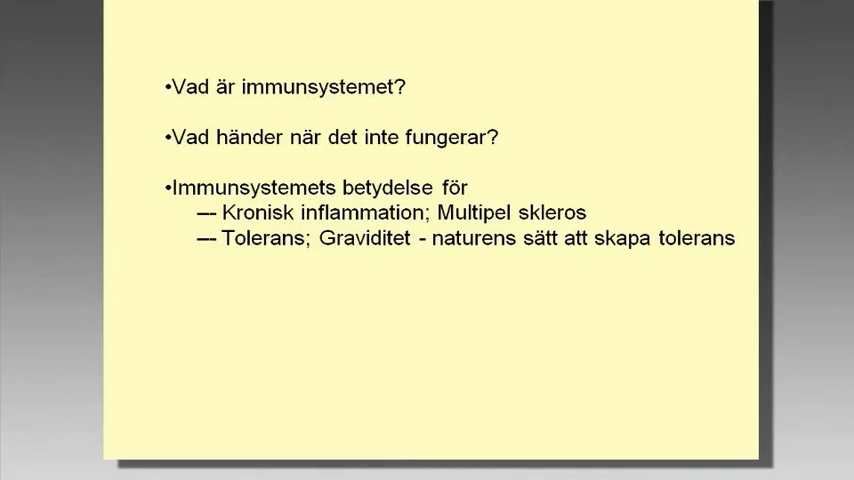 •Vad är immunsystemet?
•Vad händer när det inte fungerar?
•Immunsystemets betydelse för
--- Kronisk inflammation; Multipel skleros
--- Tolerans; Graviditet - naturens sätt att skapa tolerans